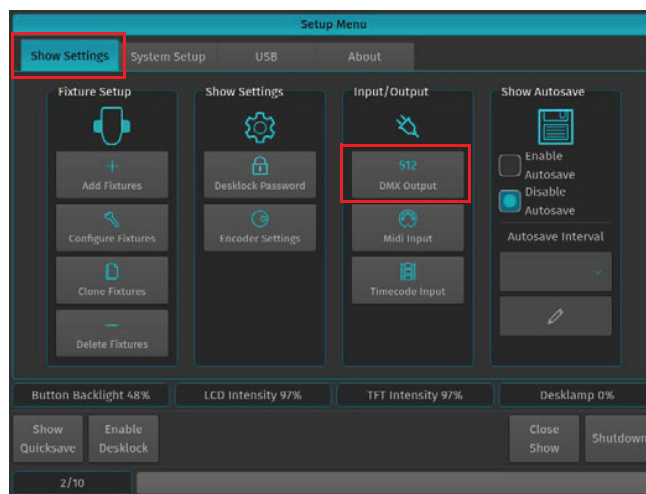 Setup Menu
Show Settings
System Setup
USB
About
Fixture Setup
Add Fixtures
Configure Fixtures
Clone Fixtures
Delete Fixtures
Show Settings
Desklock Password
Encoder Settings
Input/Output
512
DMX Output
Midi Input
Timecode Input
Show Autosave
Enable
Autosave
Disable
Autosave
Autosave Interval
Button Backlight 48%
LCD Intensity 97%
TFT Intensity 97%
Desklamp 0%
Show
Quicksave
Enable
Desklock
Close
Show
Shutdown
2/10